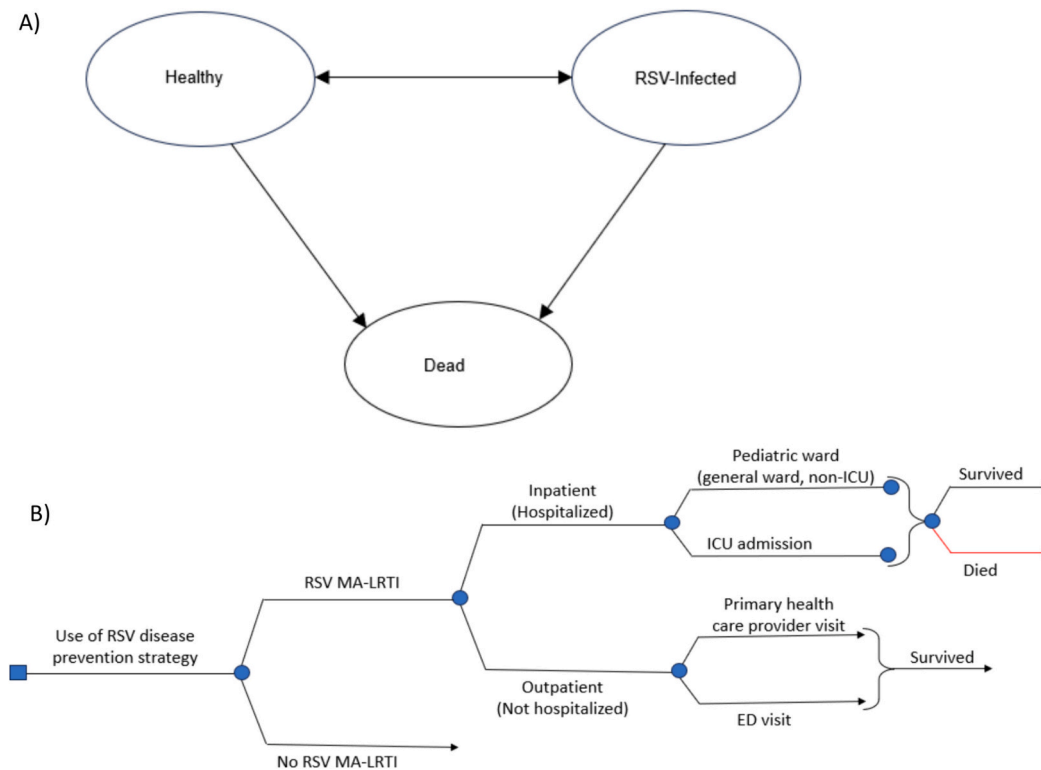 A)
Healthy
RSV-Infected
Dead
B)
Use of RSV disease
prevention strategy
RSV MA-LRTI
No RSV MA-LRTI
Inpatient
(Hospitalized)
Outpatient
(Not hospitalized)
Pediatric ward
(general ward, non-ICU)
ICU admission
Survived
Died
Primary health
care provider visit
ED visit
Survived